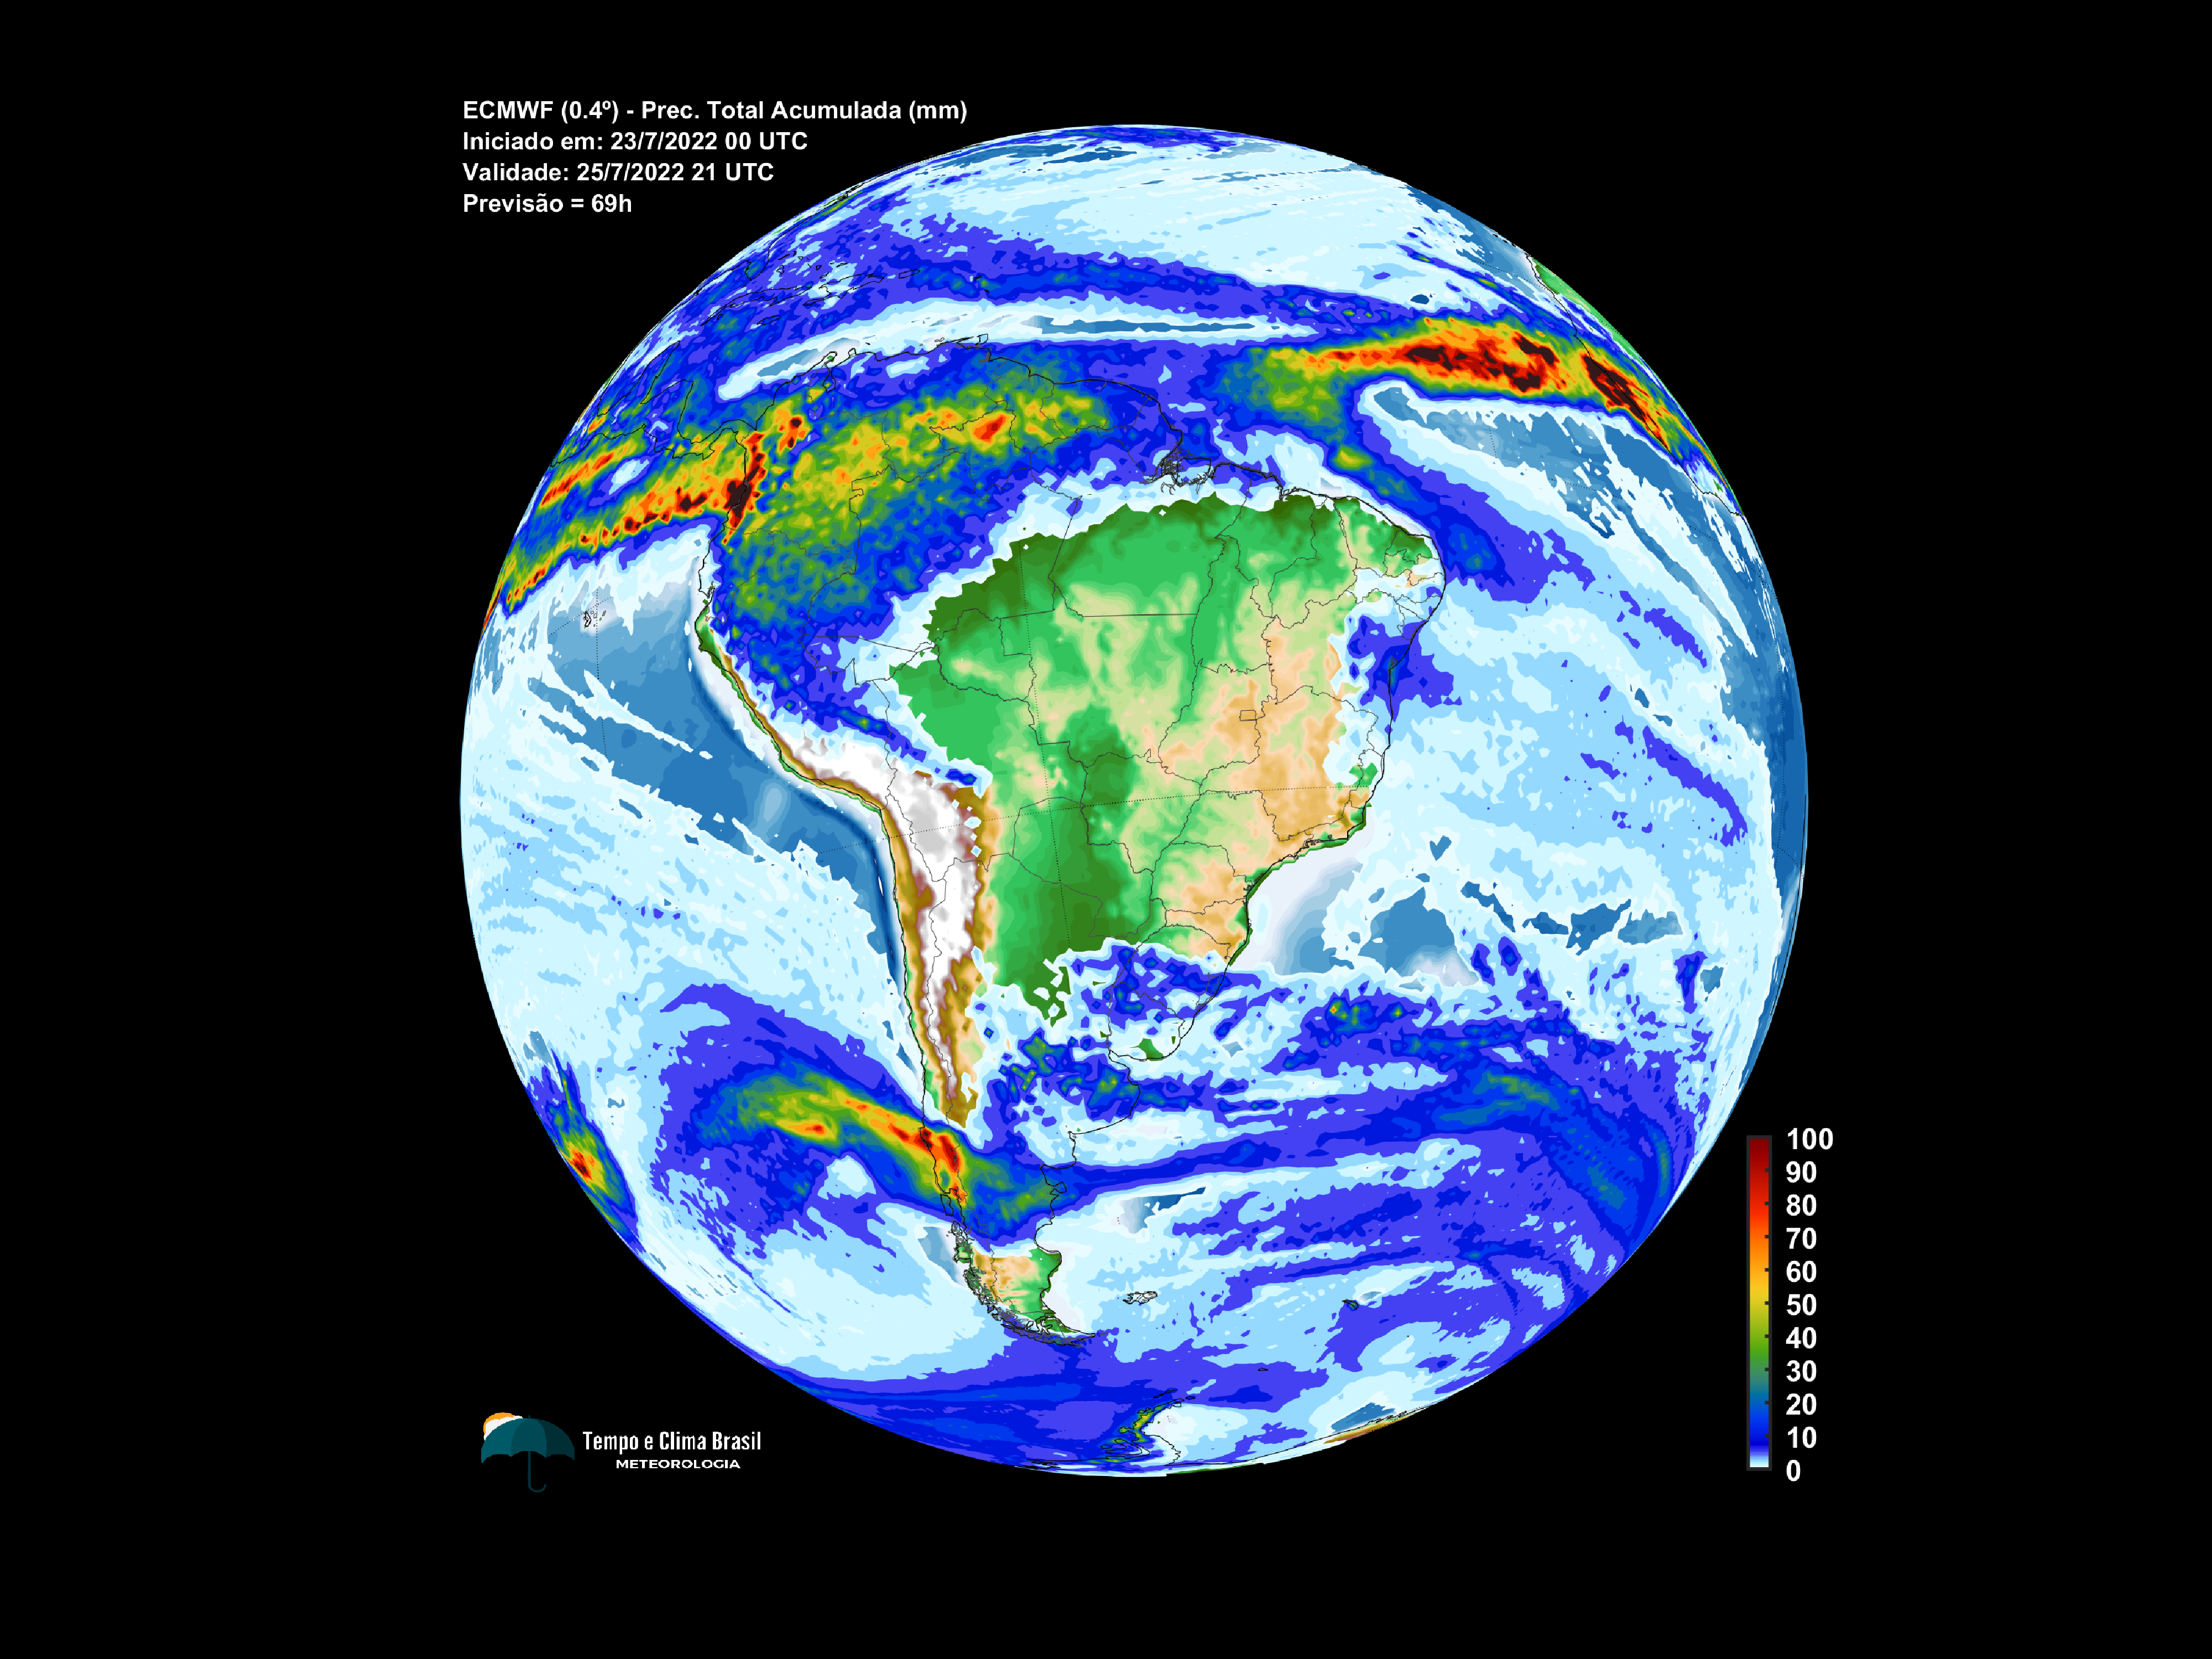 ECMWF (0.4º) - Prec. Total Acumulada (mm)
Iniciado em: 23/7/2022 00 UTC
Validade: 25/7/2022 21 UTC
Previsão = 69h
100
90
80
70
60
50
40
30
20
10
0
Tempo e Clima Brasil
METEOROLOGIA